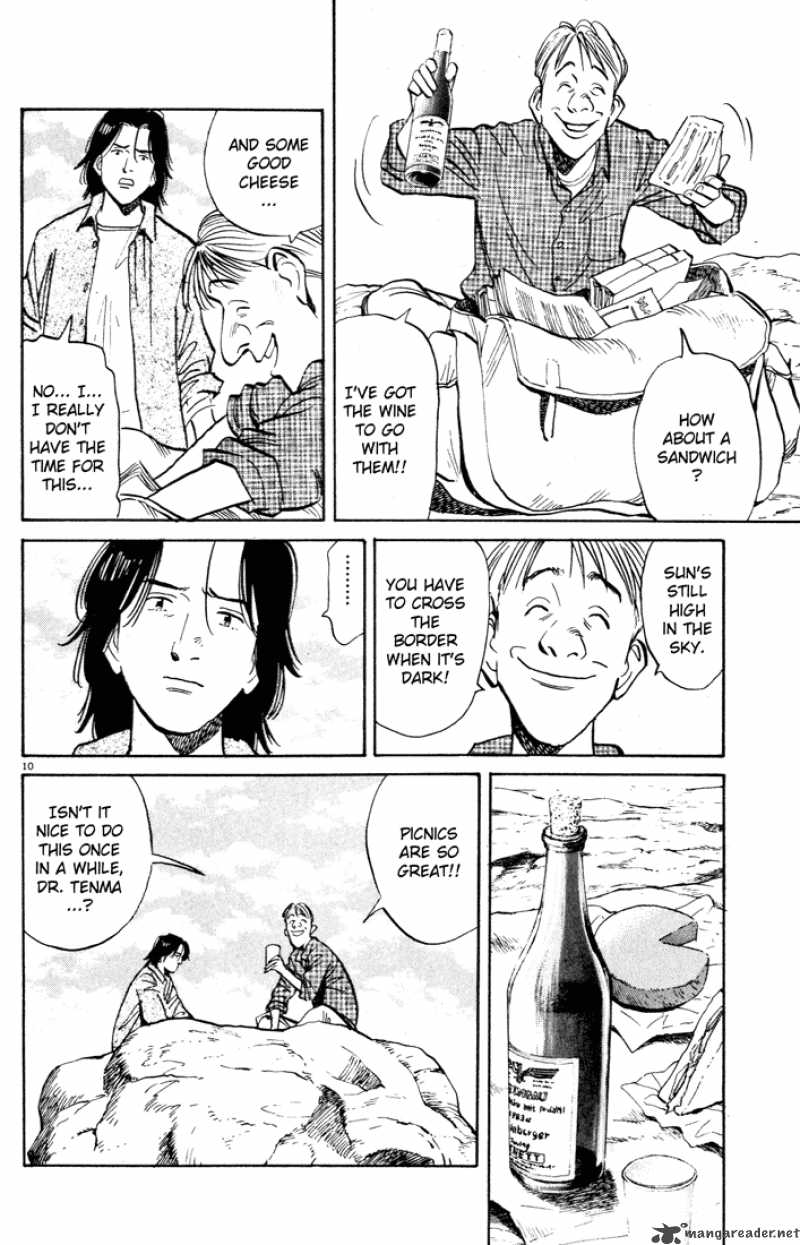 HOW
ABOUT A
SANDWICH
?
I'VE GOT
THE WINE
TO GO
WITH
THEM!!
AND SOME
GOOD
CHEESE
...
NO... I...
I REALLY
DON'T
HAVE THE
TIME FOR
THIS...
SUN'S
STILL
HIGH
IN THE
SKY.
YOU HAVE
TO CROSS
THE
BORDER
WHEN IT'S
DARK!
.........
10
PICNICS
ARE SO
GREAT!!
ISN'T IT
NICE TO DO
THIS ONCE
IN A WHILE,
DR. TENMA
...?
mangareader.net